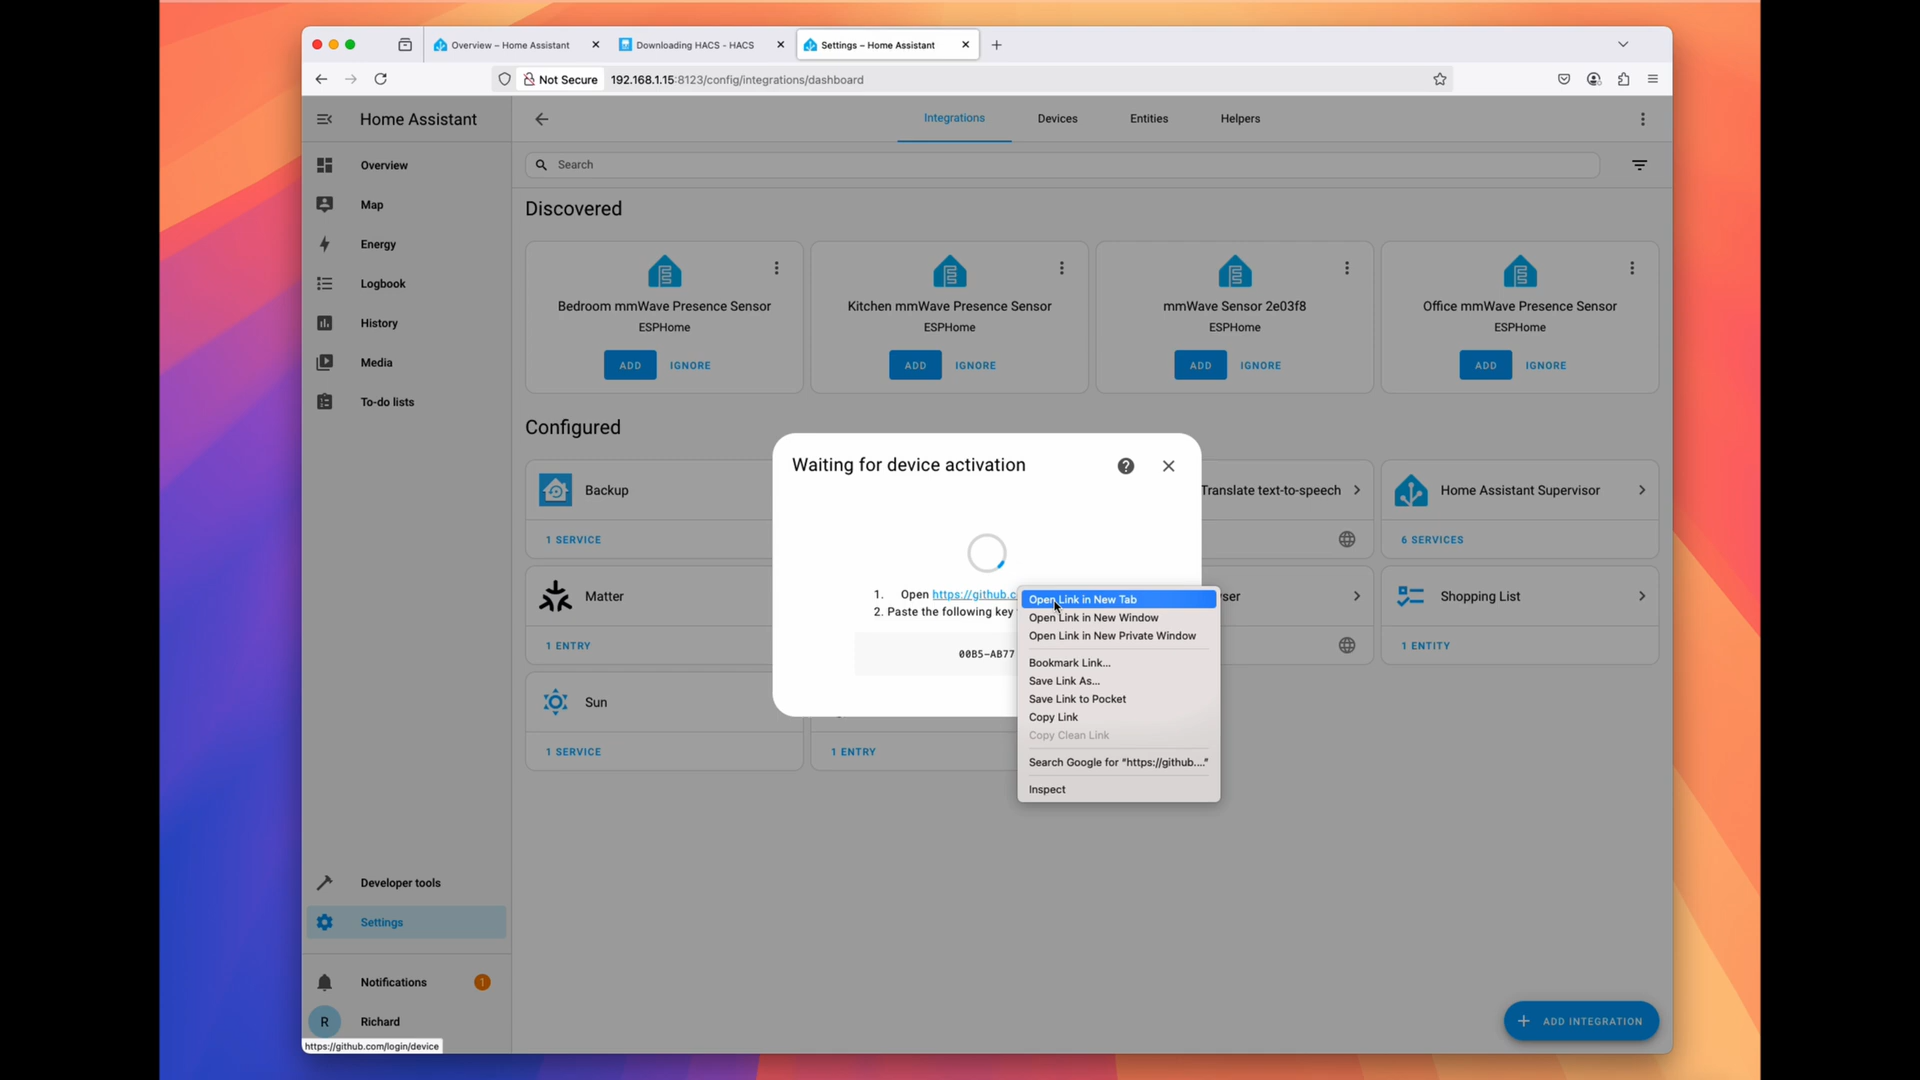 Overview – Home Assistant
Downloading HACS - HACS
Settings – Home Assistant
Not Secure
192.168.1.15:8123/config/integrations/dashboard
Home Assistant
Integrations
Devices
Entities
Helpers
Overview
Map
Energy
Logbook
History
Media
To-do lists
Search
Discovered
Bedroom mmWave Presence Sensor
ESPHome
ADD
IGNORE
Kitchen mmWave Presence Sensor
ESPHome
ADD
IGNORE
mmWave Sensor 2e03f8
ESPHome
ADD
IGNORE
Office mmWave Presence Sensor
ESPHome
ADD
IGNORE
Configured
Backup
1 SERVICE
Translate text-to-speech
Home Assistant Supervisor
6 SERVICES
Matter
1 ENTRY
ser
Shopping List
1 ENTITY
Sun
1 SERVICE
1 ENTRY
Waiting for device activation
1. Open https://github.c
2. Paste the following key
00B5-AB77
Open Link in New Tab
Open Link in New Window
Open Link in New Private Window
Bookmark Link...
Save Link As...
Save Link to Pocket
Copy Link
Copy Clean Link
Search Google for “https://github....”
Inspect
Developer tools
Settings
Notifications
1
R
Richard
ADD INTEGRATION
https://github.com/login/device